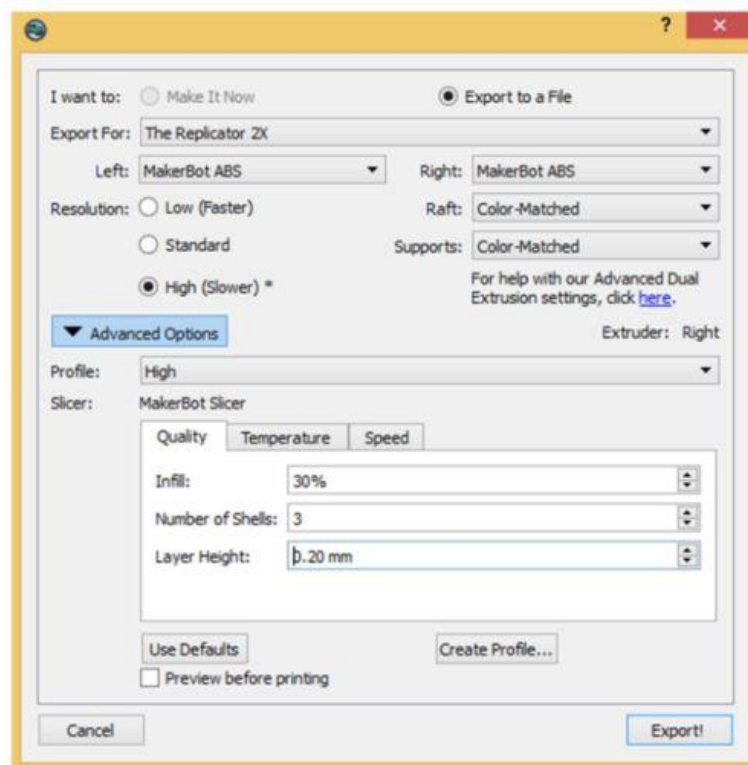 ?
I want to: Make It Now Export to a File
Export For: The Replicator 2X
Left: MakerBot ABS Right: MakerBot ABS
Resolution: Low (Faster) Raft: Color-Matched
Standard Supports: Color-Matched
High (Slower) * For help with our Advanced Dual
Extrusion settings, click here.
Advanced Options Extruder: Right
Profile: High
Slicer: MakerBot Slicer
Quality Temperature Speed
Infill: 30%
Number of Shells: 3
Layer Height: 0.20 mm
Use Defaults Create Profile...
Preview before printing
Cancel Export!